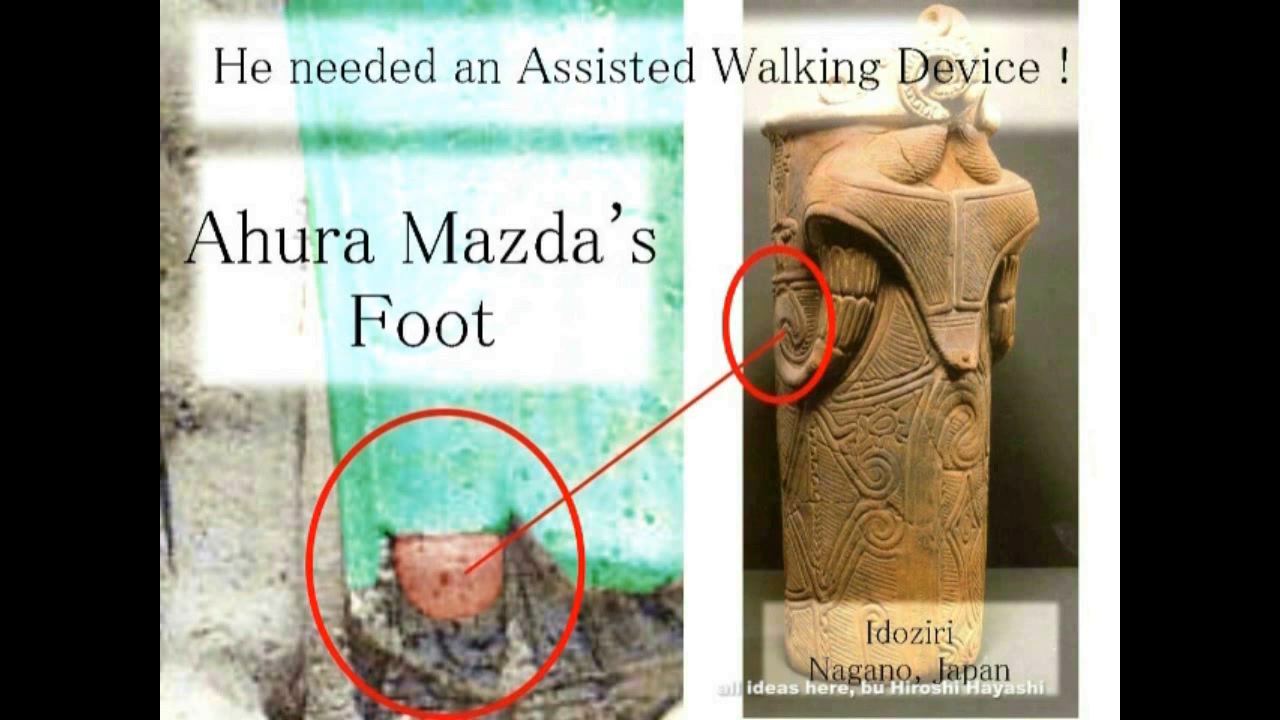 He needed an Assisted Walking Device !
Ahura Mazda's
Foot
Idoziri
Nagano, Japan
all ideas here, bu Hiroshi Hayashi